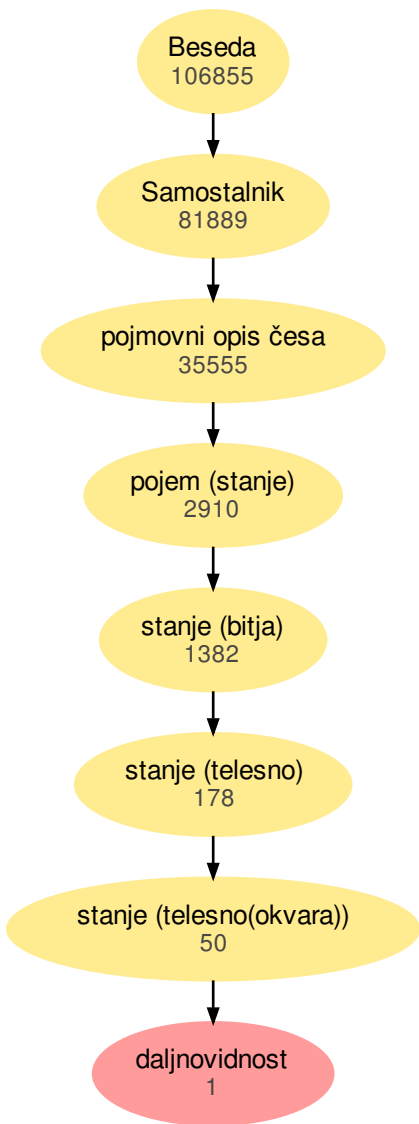 Beseda
106855
Samostalnik
81889
pojmovni opis česa
35555
pojem (stanje)
2910
stanje (bitja)
1382
stanje (telesno)
178
stanje (telesno(okvara))
50
daljnovidnost
1